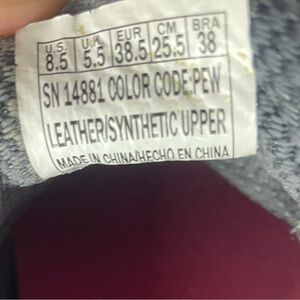 U.S. U.K. EUR CM BRA
8.5 5.5 38.5 25.5 38
SN 14881 COLOR CODE:PEW
LEATHER/SYNTHETIC UPPER
MADE IN CHINA/HECHO EN CHINA